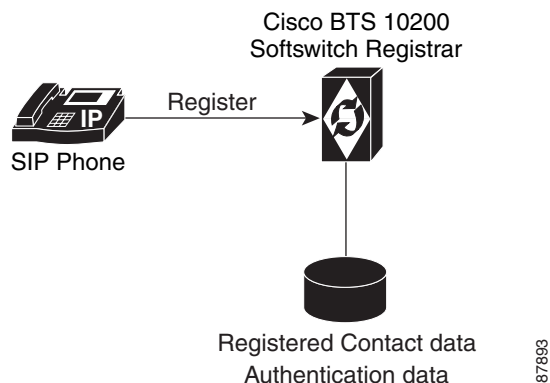 Cisco BTS 10200
Softswitch Registrar
Register
IP
SIP Phone
Registered Contact data
Authentication data
87893